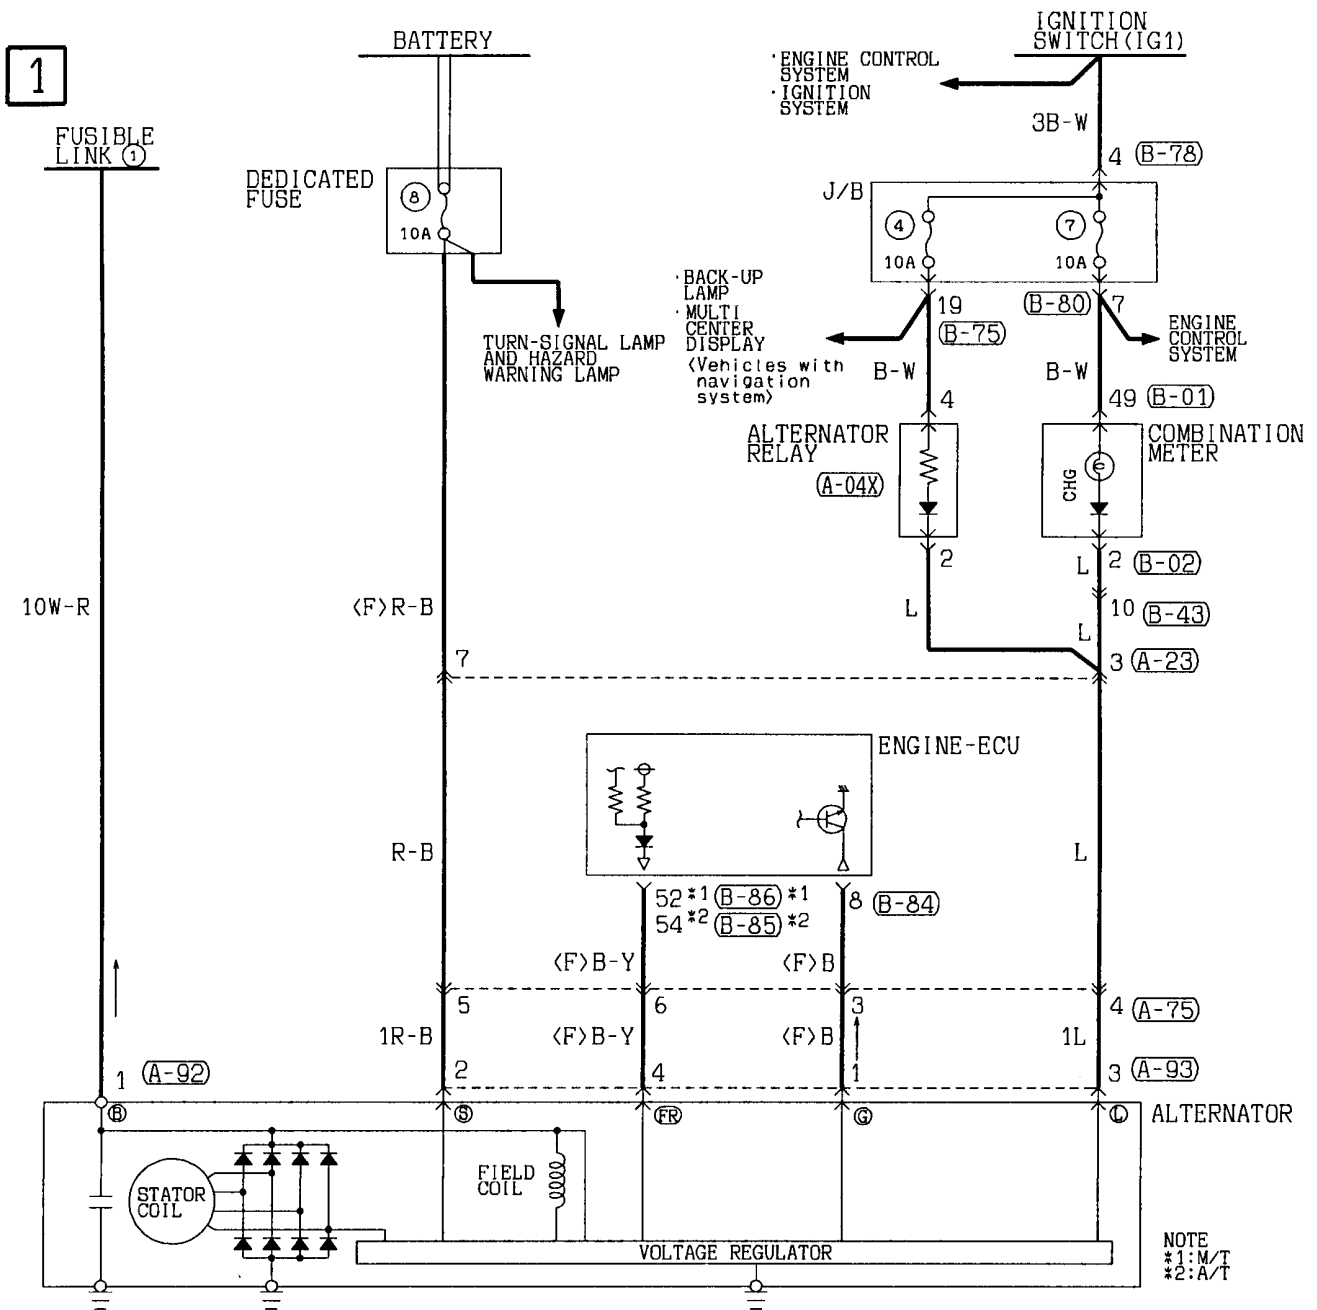 1
BATTERY
IGNITION
SWITCH(IG1)
·ENGINE CONTROL
SYSTEM
·IGNITION
SYSTEM
3B-W
4 B-78
FUSIBLE
LINK ①
DEDICATED
FUSE
8
10A
J/B
4
10A
7
10A
TURN-SIGNAL LAMP
AND HAZARD
WARNING LAMP
·BACK-UP
LAMP
·MULTI
CENTER
DISPLAY
<Vehicles with
navigation
system>
19
B-75
B-80 7
ENGINE
CONTROL
SYSTEM
B-W
B-W
4
49 B-01
ALTERNATOR
RELAY
A-04X
CHG
COMBINATION
METER
2
L 2 B-02
10W-R
<F>R-B
L
10 B-43
L
7
3 A-23
ENGINE-ECU
R-B
L
52*1 B-86 *1
54*2 B-85 *2
8 B-84
<F>B-Y
<F>B
5
6
3
4 A-75
1R-B
<F>B-Y
<F>B
1L
1 A-92
2
4
1
3 A-93
B
S
FR
G
L
ALTERNATOR
STATOR
COIL
FIELD
COIL
VOLTAGE REGULATOR
NOTE
*1:M/T
*2:A/T